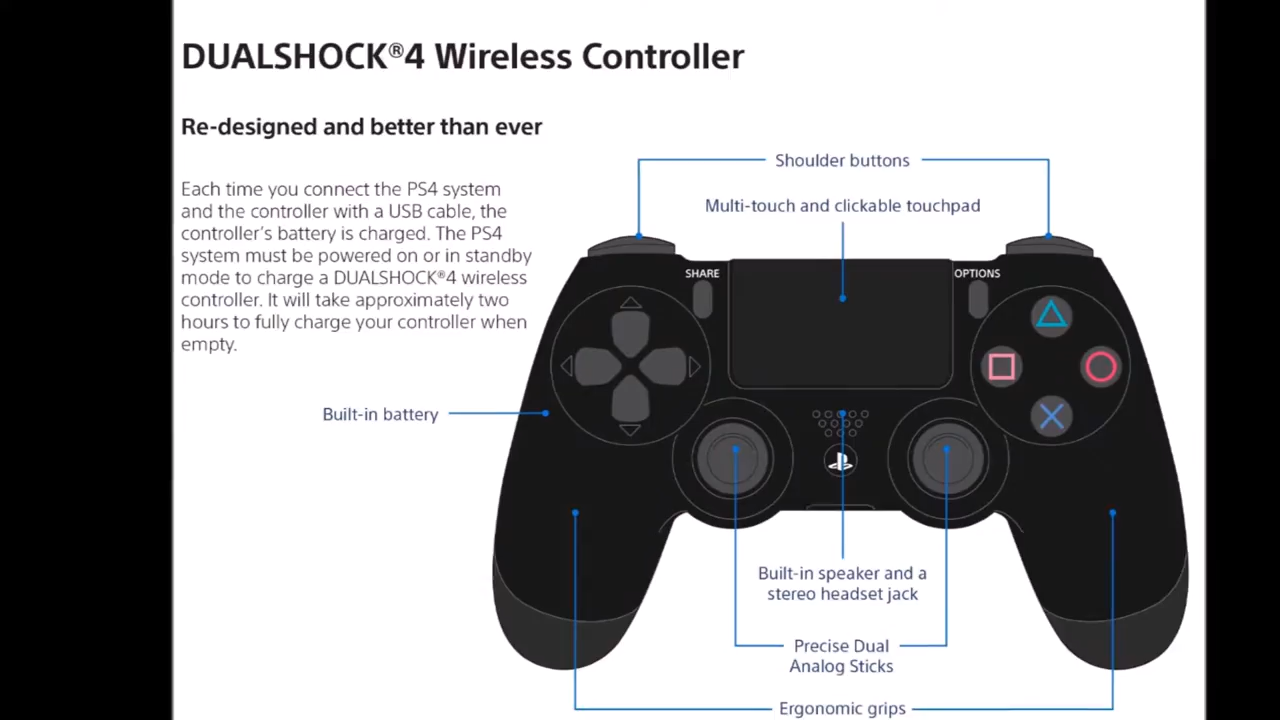 DUALSHOCK®4 Wireless Controller
Re-designed and better than ever
Each time you connect the PS4 system
and the controller with a USB cable, the
controller's battery is charged. The PS4
system must be powered on or in standby
mode to charge a DUALSHOCK®4 wireless
controller. It will take approximately two
hours to fully charge your controller when
empty.
Shoulder buttons
Multi-touch and clickable touchpad
SHARE
OPTIONS
Built-in battery
Built-in speaker and a
stereo headset jack
Precise Dual
Analog Sticks
Ergonomic grips